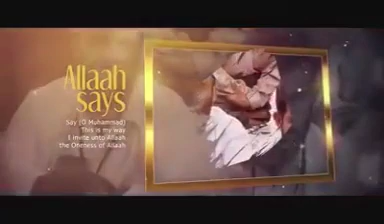 Allaah
says
Say (O Muhammad)
This is my way
I invite unto Allaah
the Oneness of Allaah